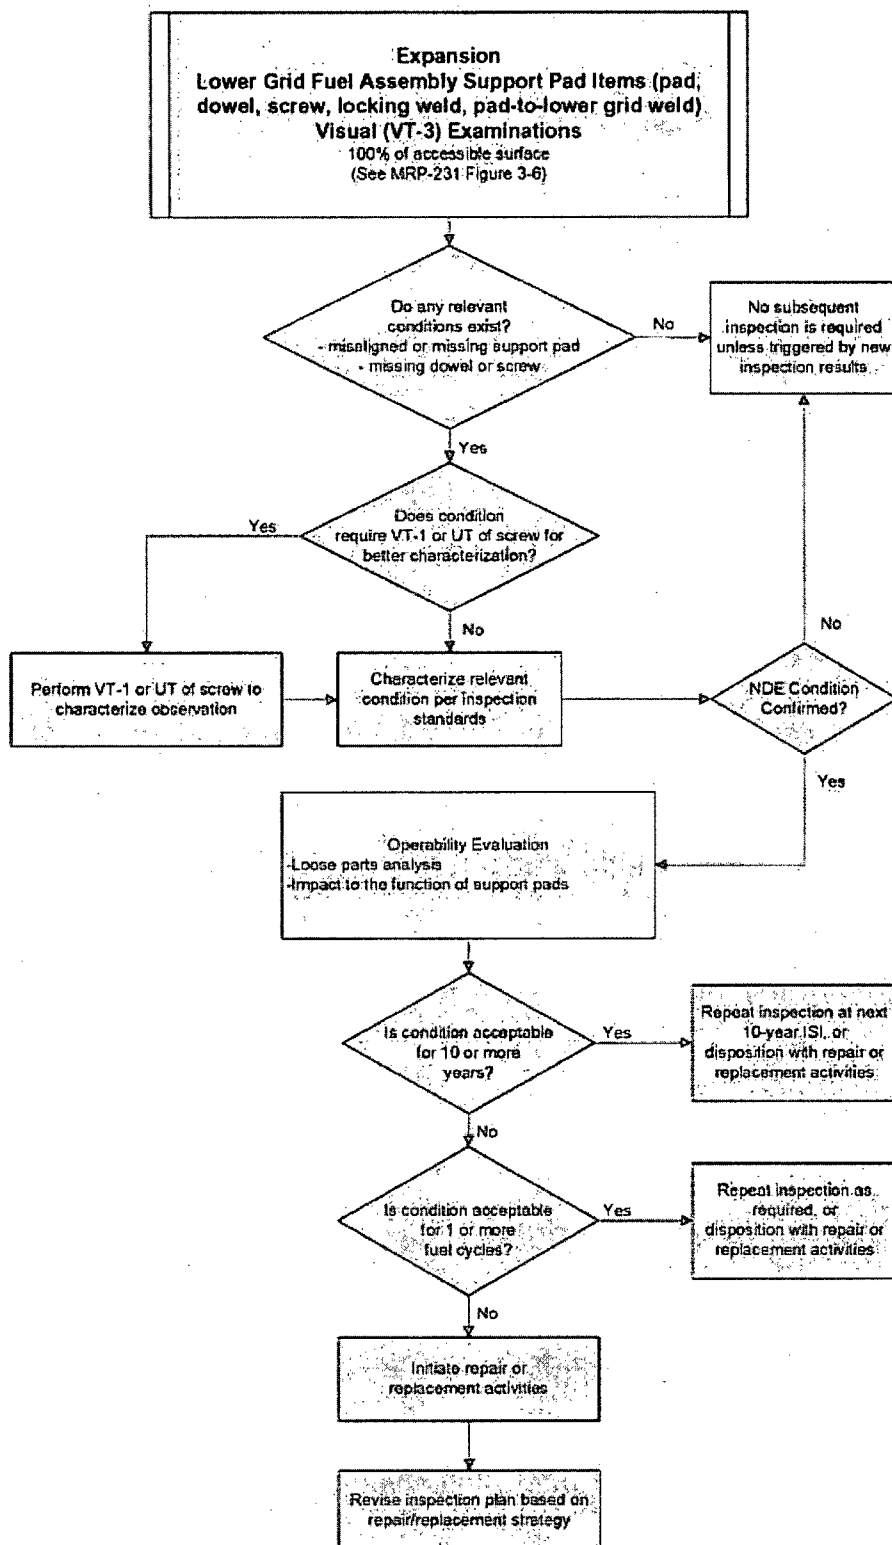 Expansion
Lower Grid Fuel Assembly Support Pad Items (pad,
dowel, screw, locking weld, pad-to-lower grid weld)
Visual (VT-3) Examinations
100% of accessible surface
(See MRP-231 Figure 3-6)
Do any relevant
conditions exist?
- misaligned or missing support pad
- missing dowel or screw
No
No subsequent
inspection is required
unless triggered by new
inspection results
Yes
Does condition
require VT-1 or UT of screw for
better characterization?
Yes
No
No
Perform VT-1 or UT of screw to
characterize observation
Characterize relevant
condition per inspection
standards
NDE Condition
Confirmed?
Yes
Operability Evaluation
-Loose parts analysis
-Impact to the function of support pads
Is condition acceptable
for 10 or more
years?
Yes
Repeat inspection at next
10-year ISI, or
disposition with repair or
replacement activities
No
Is condition acceptable
for 1 or more
fuel cycles?
Yes
Repeat inspection as
required, or
disposition with repair or
replacement activities
No
Initiate repair or
replacement activities
Revise inspection plan based on
repair/replacement strategy